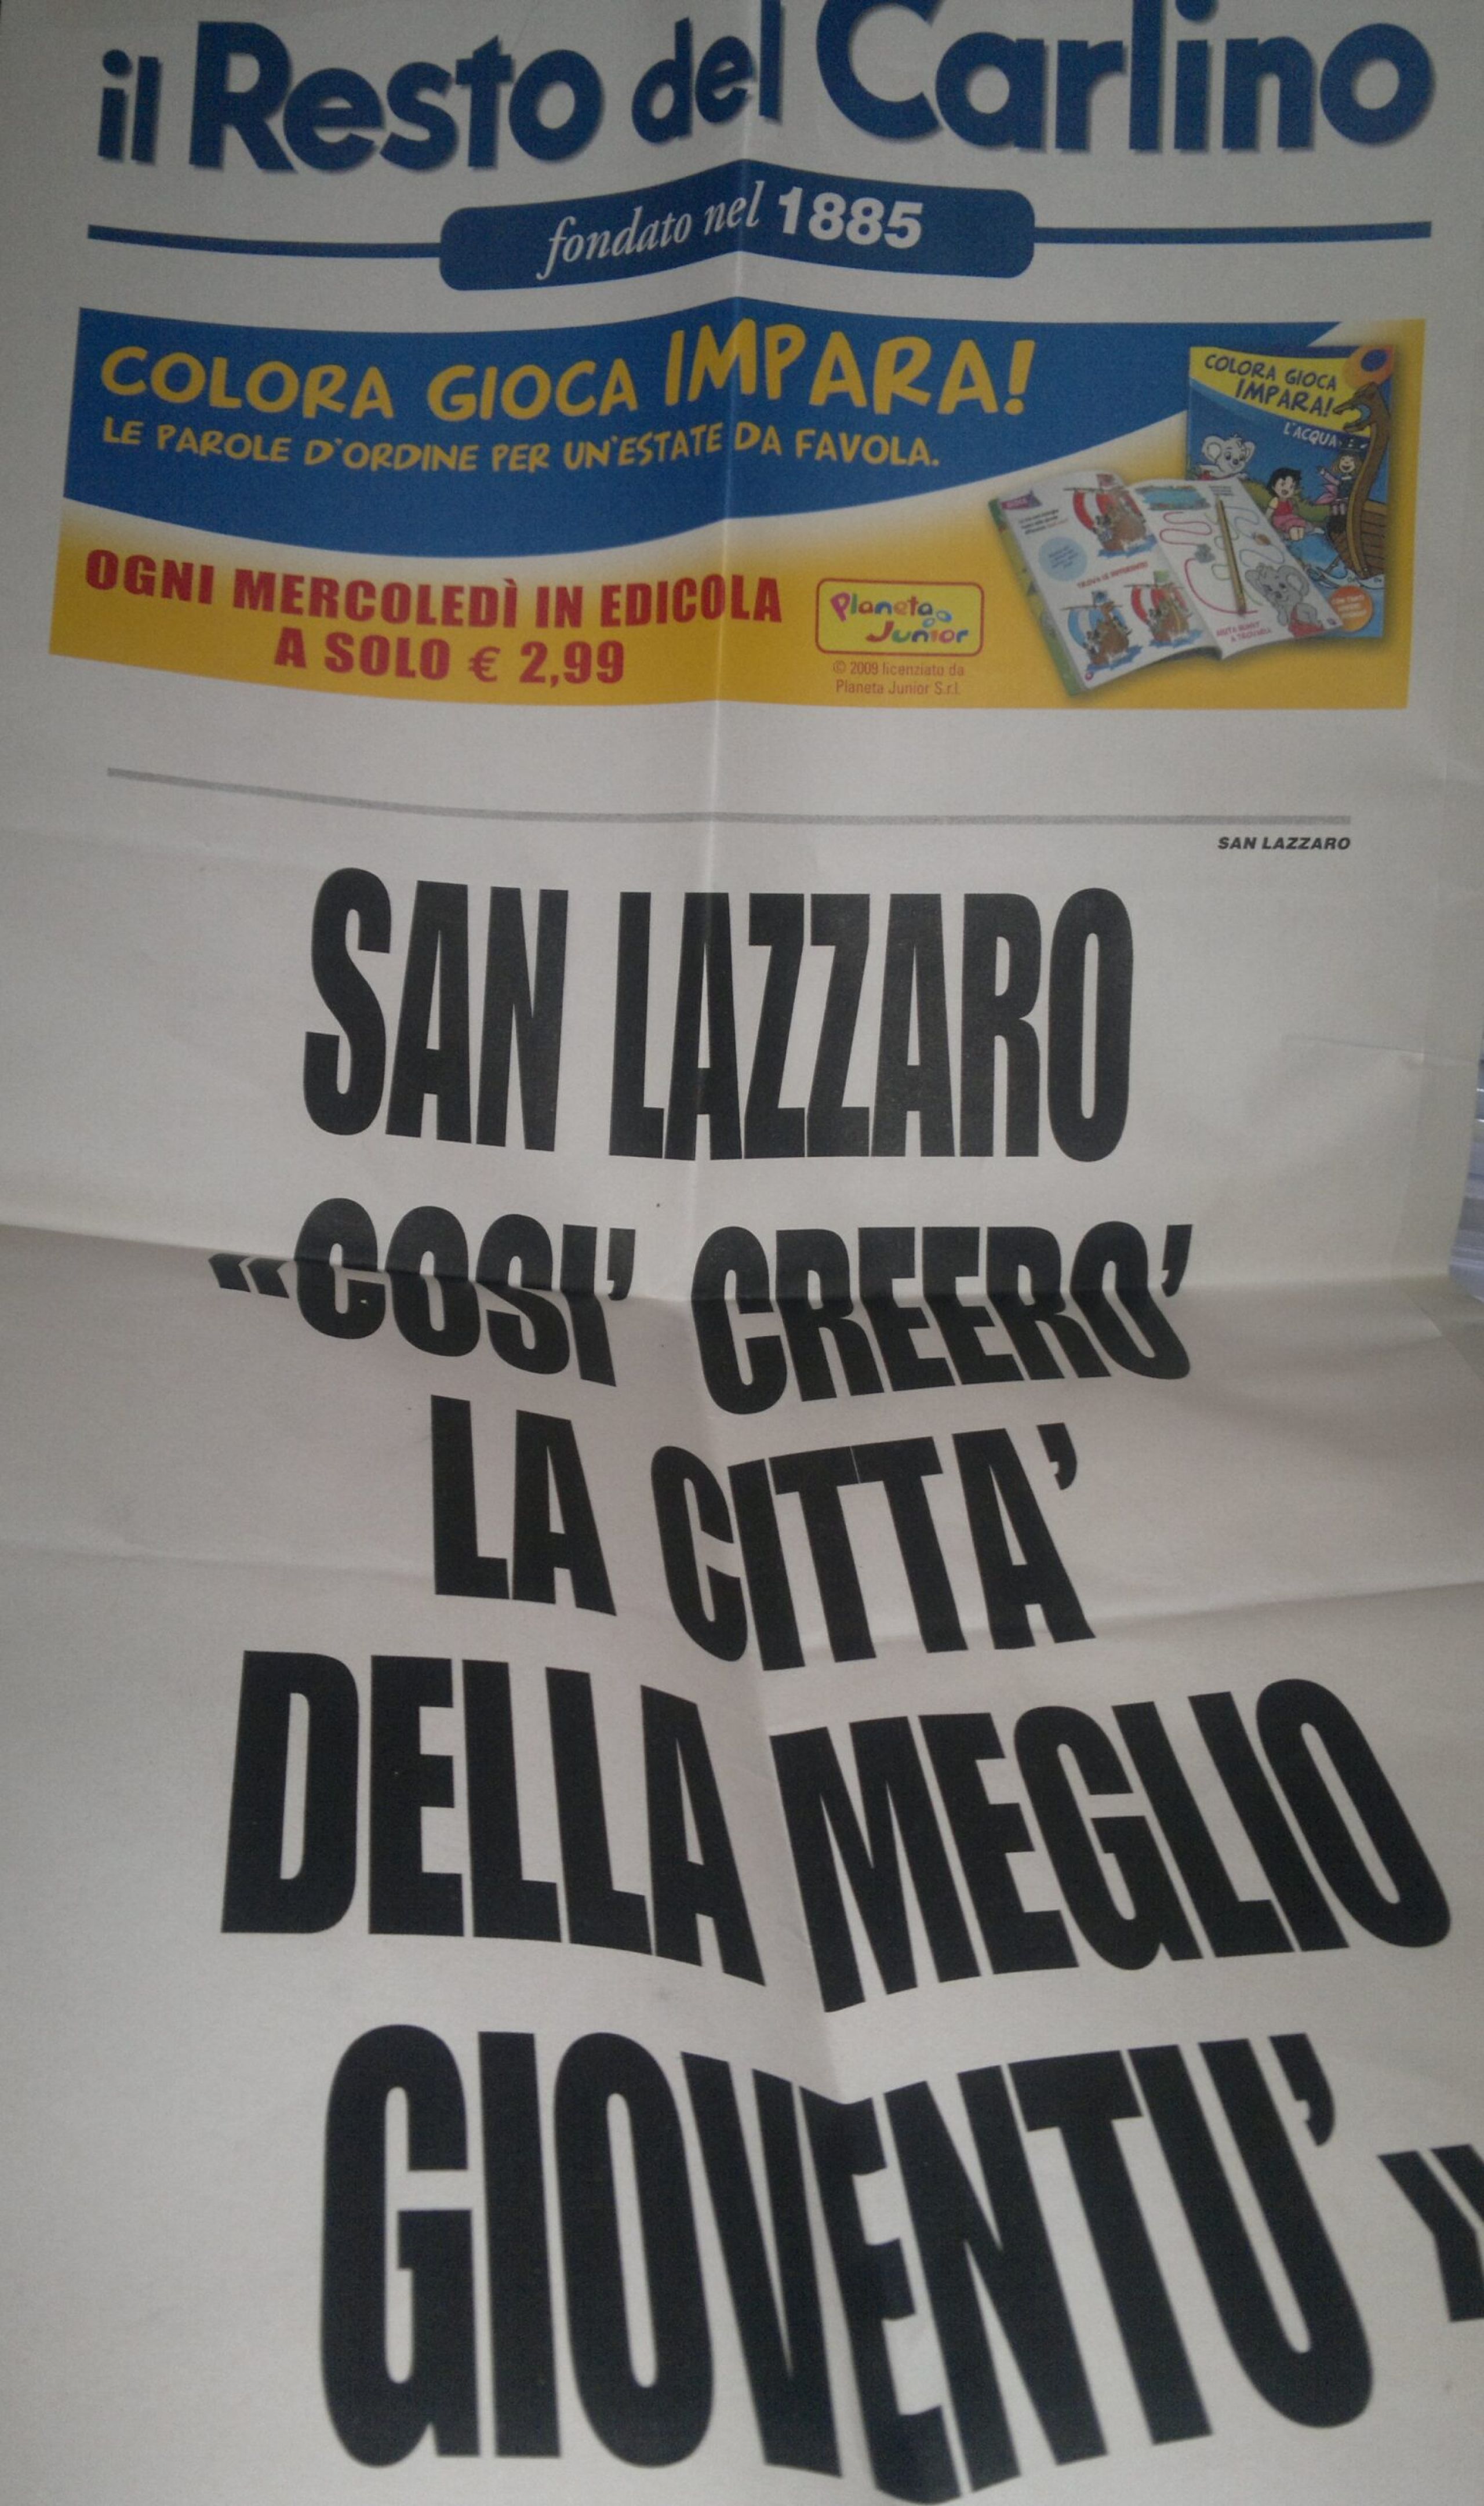 il Resto del Carlino
fondato nel 1885
COLORA GIOCA IMPARA!
LE PAROLE D'ORDINE PER UN'ESTATE DA FAVOLA.
COLORA GIOCA
IMPARA!
L'ACQUA
OGNI MERCOLEDÌ IN EDICOLA
A SOLO € 2,99
Planeta
Junior
© 2009 licenziato da
Planeta Junior S.r.l.
SAN LAZZARO
SAN LAZZARO
«COSI' CREERO'
LA CITTA'
DELLA MEGLIO
GIOVENTU'»